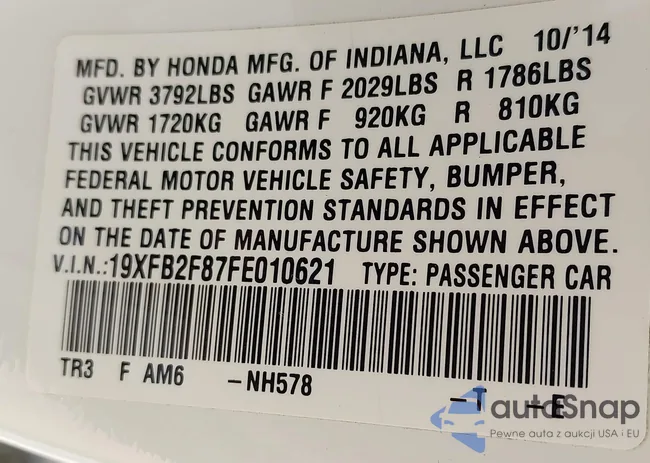 MFD. BY HONDA MFG. OF INDIANA, LLC 10/'14
GVWR 3792LBS GAWR F 2029LBS R 1786LBS
GVWR 1720KG GAWR F 920KG R 810KG
THIS VEHICLE CONFORMS TO ALL APPLICABLE
FEDERAL MOTOR VEHICLE SAFETY, BUMPER,
AND THEFT PREVENTION STANDARDS IN EFFECT
ON THE DATE OF MANUFACTURE SHOWN ABOVE.
V.I.N.:19XFB2F87FE010621 TYPE: PASSENGER CAR
TR3 F AM6 -NH578 -T -E
autoSnap
Pewne auta z aukcji USA i EU